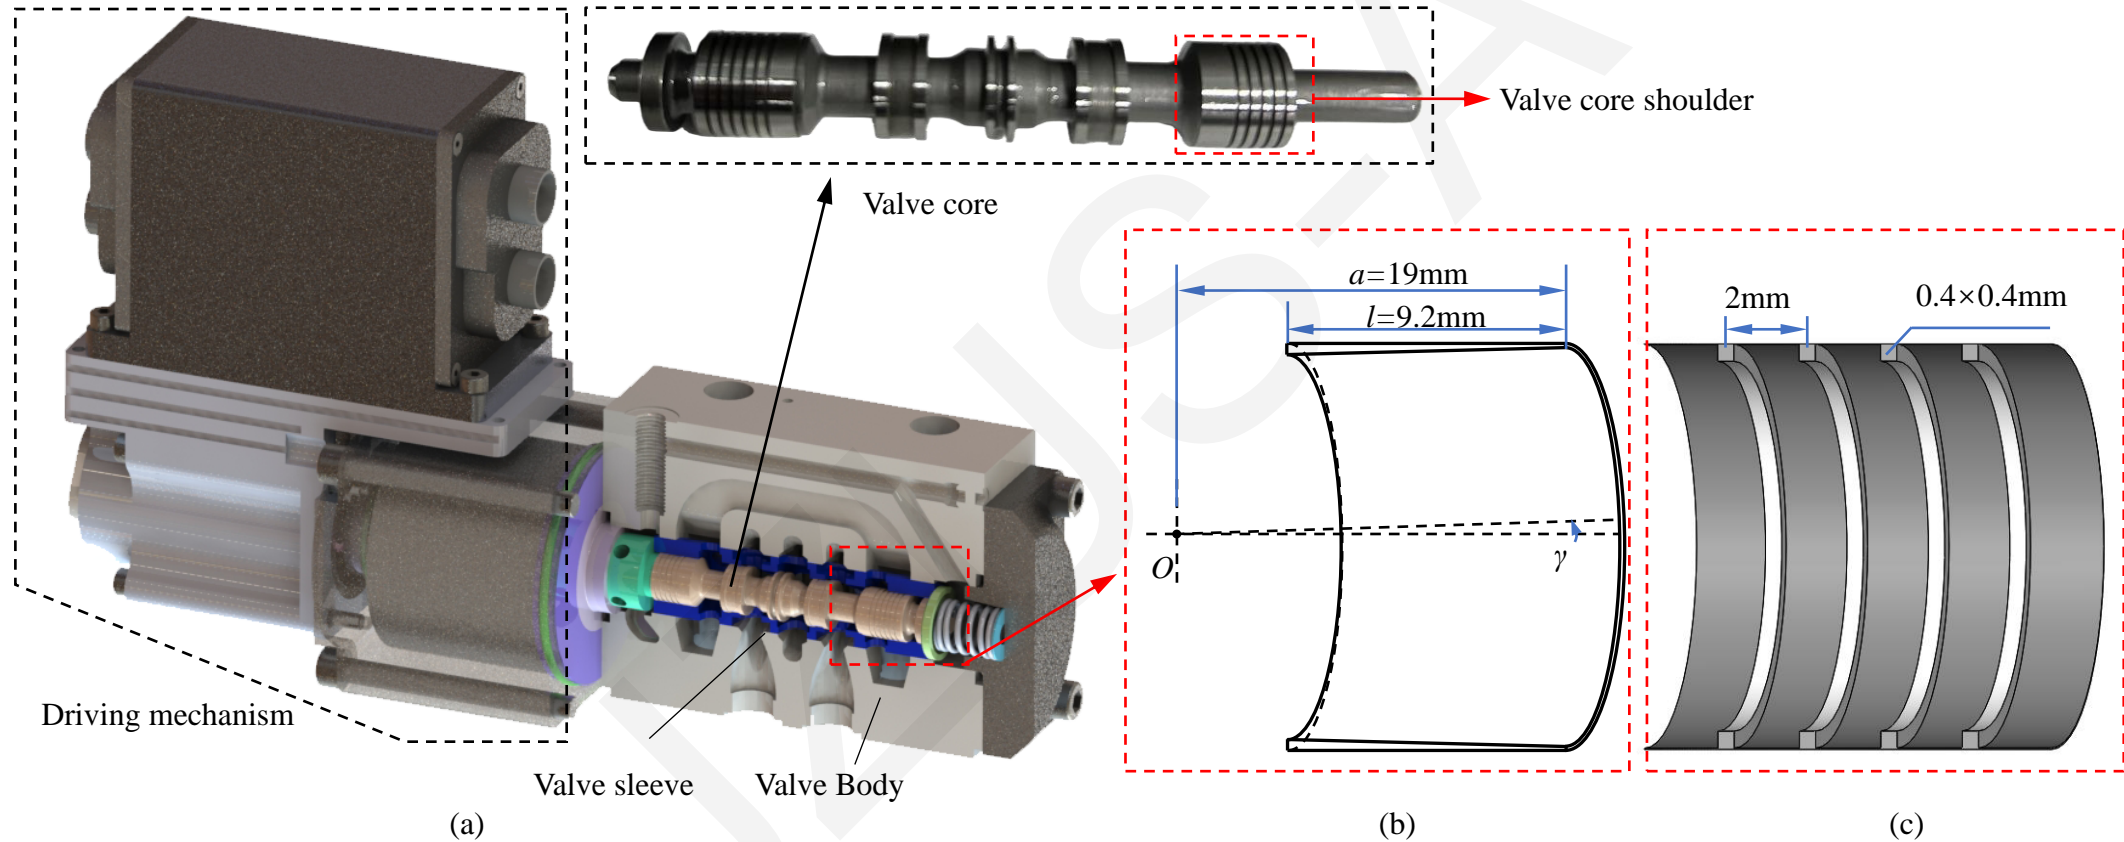 Valve core shoulder
Valve core
a=19mm
l=9.2mm
2mm
0.4×0.4mm
O
γ
Driving mechanism
Valve sleeve
Valve Body
(a)
(b)
(c)